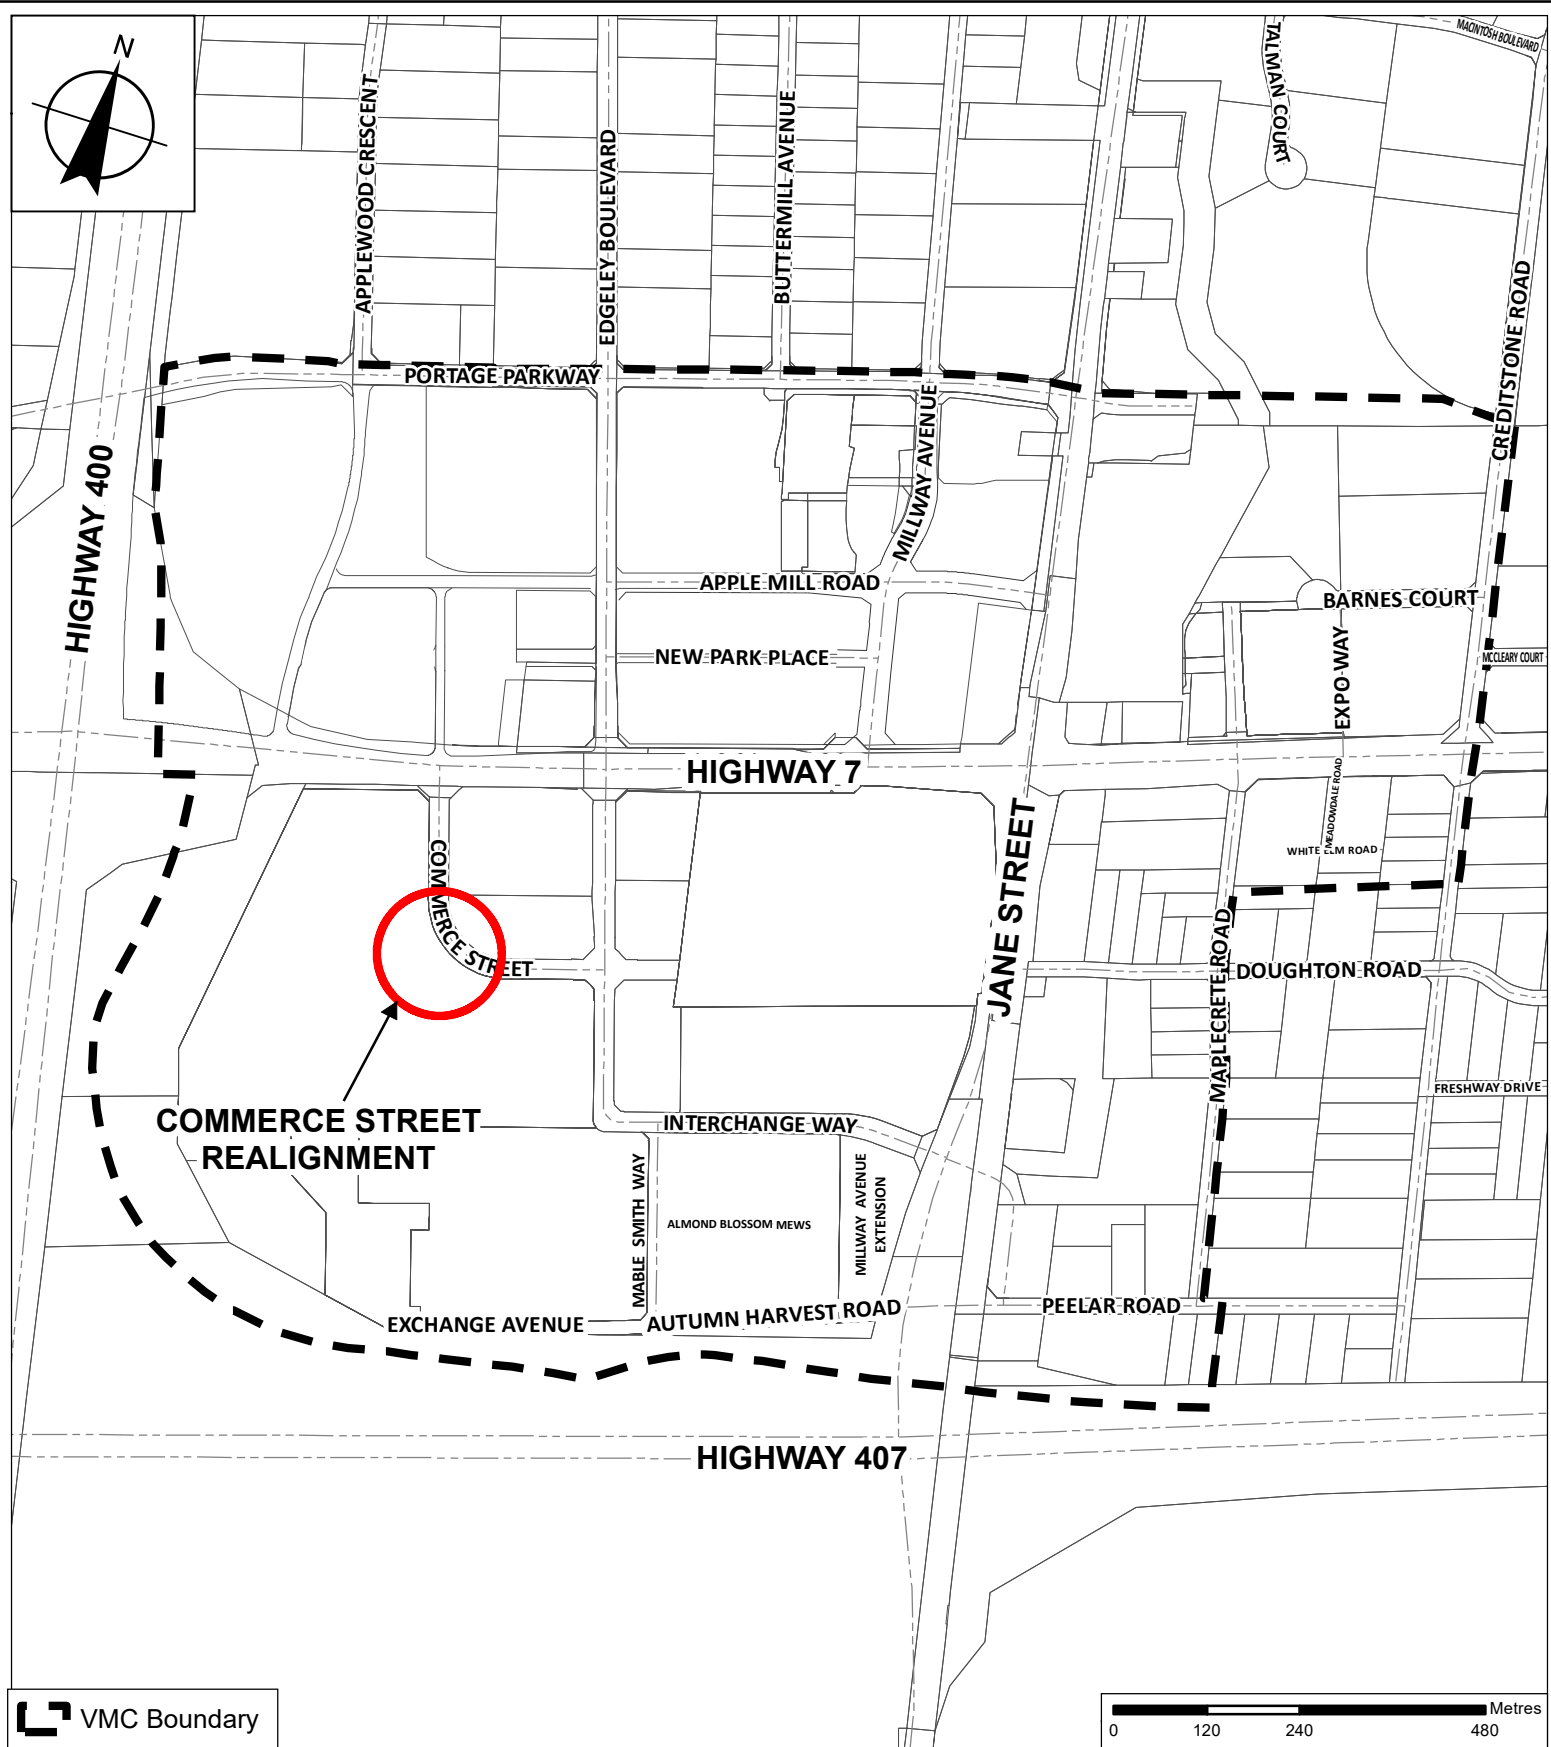 N
MACINTOSH BOULEVARD
TALMAN COURT
APPLEWOOD CRESCENT
EDGELEY BOULEVARD
BUTTERMILL AVENUE
CREDITSTONE ROAD
PORTAGE PARKWAY
MILLWAY AVENUE
HIGHWAY 400
APPLE MILL ROAD
BARNES COURT
NEW PARK PLACE
EXPO WAY
MCCLEARY COURT
HIGHWAY 7
MEADOWDALE ROAD
WHITE ELM ROAD
COMMERCE STREET
JANE STREET
MAPLECRETE ROAD
DOUGHTON ROAD
FRESHWAY DRIVE
COMMERCE STREET
REALIGNMENT
INTERCHANGE WAY
MABLE SMITH WAY
ALMOND BLOSSOM MEWS
MILLWAY AVENUE
EXTENSION
EXCHANGE AVENUE
AUTUMN HARVEST ROAD
PEELAR ROAD
HIGHWAY 407
VMC Boundary
Metres
0 120 240 480